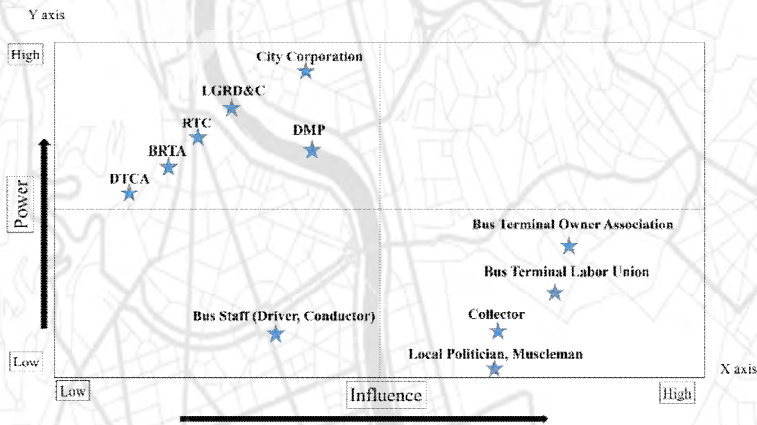 Y axis
High
City Corporation
LGRD&C
RTC
DMP
BRTA
DTCA
Power
Bus Terminal Owner Association
Bus Terminal Labor Union
Bus Staff (Driver, Conductor)
Collector
Local Politician, Muscleman
Low
X axis
Low
Influence
High